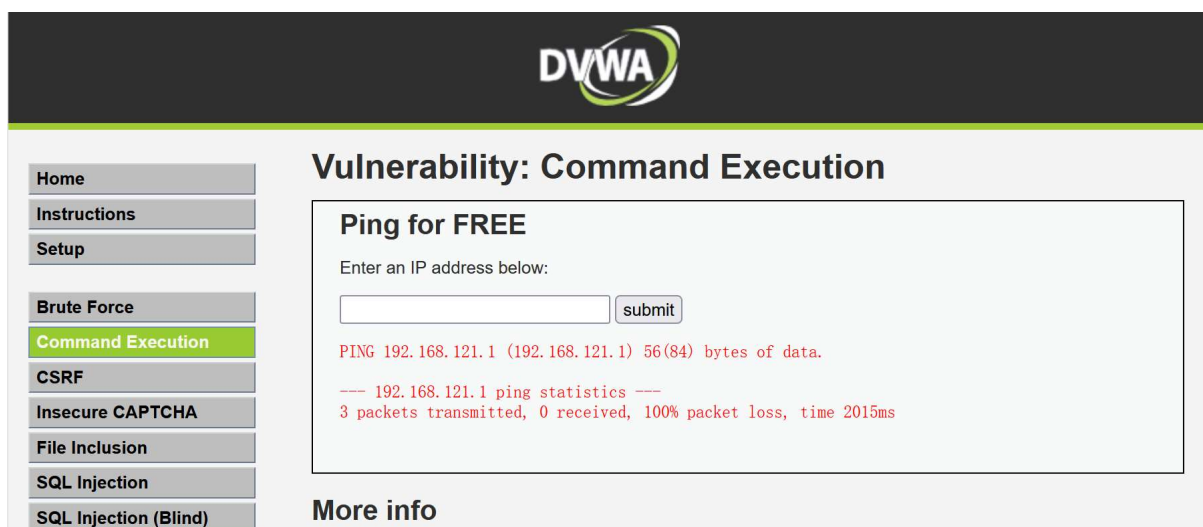 DVWA
Home
Instructions
Setup
Brute Force
Command Execution
CSRF
Insecure CAPTCHA
File Inclusion
SQL Injection
SQL Injection (Blind)
Vulnerability: Command Execution
Ping for FREE
Enter an IP address below:
submit
PING 192.168.121.1 (192.168.121.1) 56(84) bytes of data.
--- 192.168.121.1 ping statistics ---
3 packets transmitted, 0 received, 100% packet loss, time 2015ms
More info